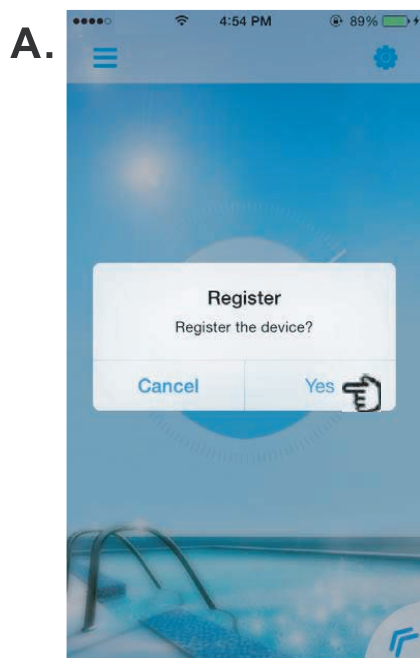 A.
4:54 PM 89%
Register
Register the device?
Cancel Yes